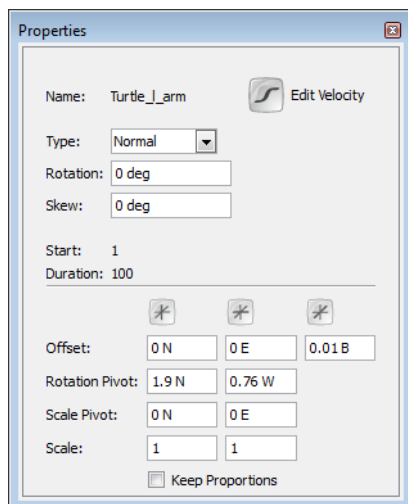 Properties
Name: Turtle_l_arm Edit Velocity
Type: Normal
Rotation: 0 deg
Skew: 0 deg
Start: 1
Duration: 100
Offset: 0 N 0 E 0.01 B
Rotation Pivot: 1.9 N 0.76 W
Scale Pivot: 0 N 0 E
Scale: 1 1
Keep Proportions